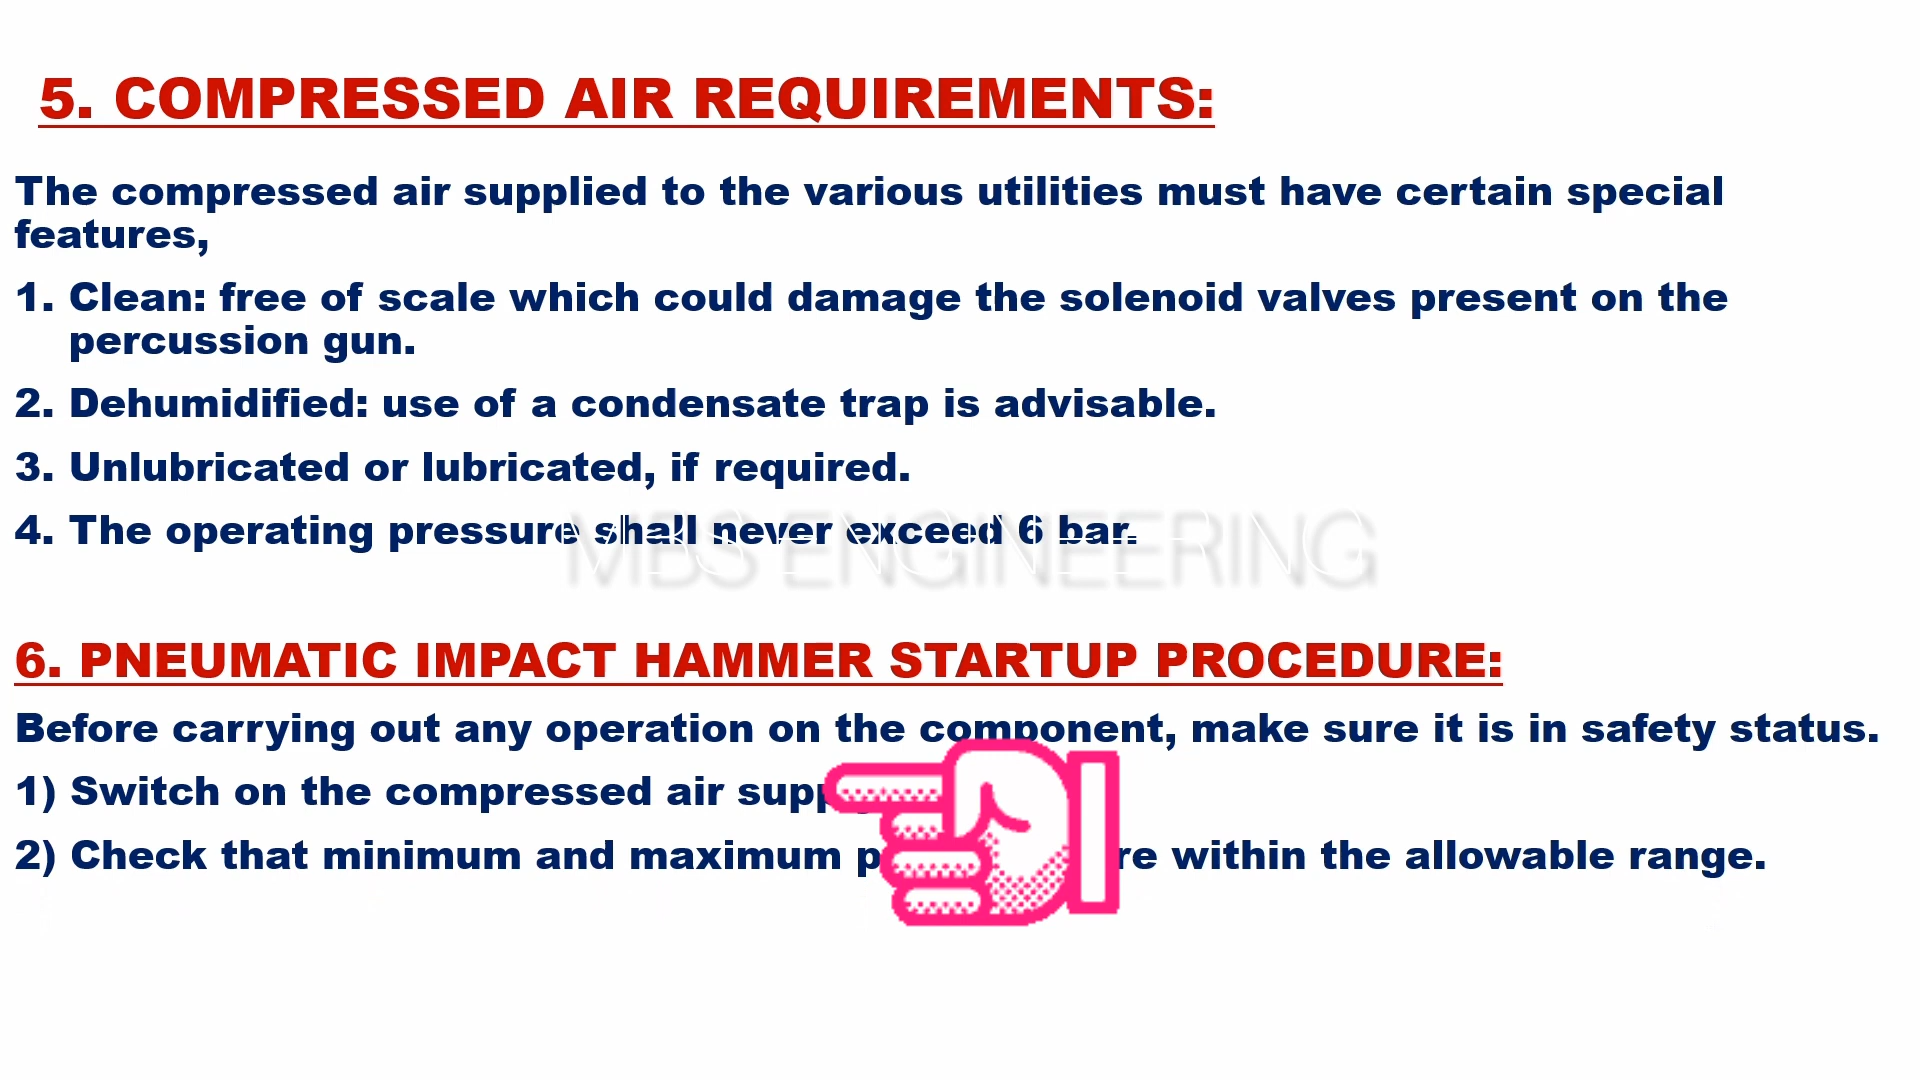 5. COMPRESSED AIR REQUIREMENTS:
The compressed air supplied to the various utilities must have certain special
features,
1. Clean: free of scale which could damage the solenoid valves present on the
percussion gun.
2. Dehumidified: use of a condensate trap is advisable.
3. Unlubricated or lubricated, if required.
4. The operating pressure shall never exceed 6 bar.
MBS ENGINEERING
6. PNEUMATIC IMPACT HAMMER STARTUP PROCEDURE:
Before carrying out any operation on the component, make sure it is in safety status.
1) Switch on the compressed air
2) Check that minimum and maximum within the allowable range.